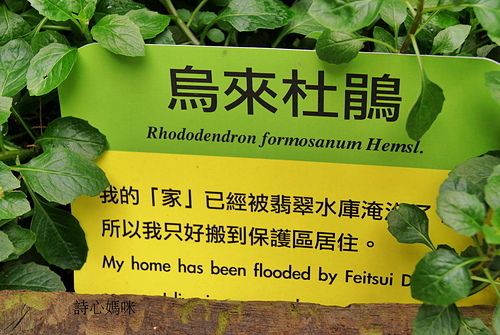 烏來杜鵑
Rhododendron formosanum Hemsl.
我的「家」已經被翡翠水庫淹
所以我只好搬到保護區居住。
My home has been flooded by Feitsui
詩心媽咪